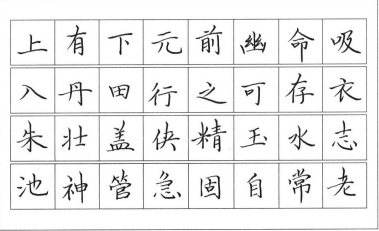 上有下元前幽命吸
入丹田行之可存衣
朱壮盖侠精玉水志
池神管急固自常老